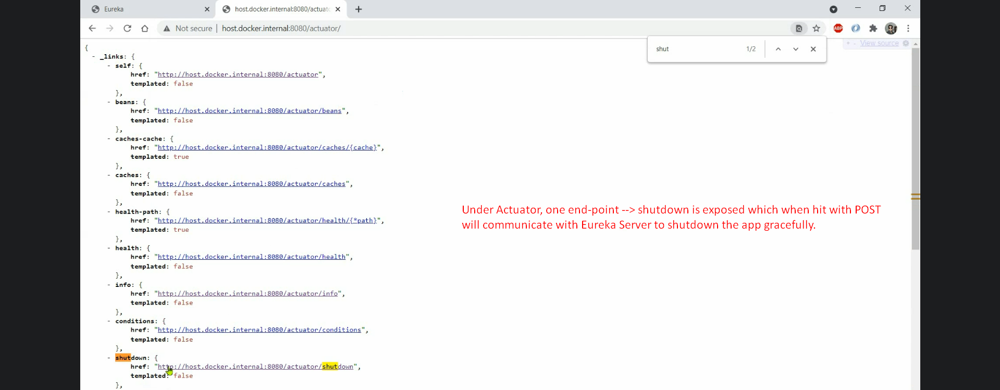 Eureka
host.docker.internal:8080/actuato
Not secure
host.docker.internal:8080/actuator/
ABP
shut
1/2
+ - View source
{
- _links: {
- self: {
href: "http://host.docker.internal:8080/actuator",
templated: false
},
- beans: {
href: "http://host.docker.internal:8080/actuator/beans",
templated: false
},
- caches-cache: {
href: "http://host.docker.internal:8080/actuator/caches/{cache}",
templated: true
},
- caches: {
href: "http://host.docker.internal:8080/actuator/caches",
templated: false
},
- health-path: {
href: "http://host.docker.internal:8080/actuator/health/{*path}",
templated: true
},
- health: {
href: "http://host.docker.internal:8080/actuator/health",
templated: false
},
- info: {
href: "http://host.docker.internal:8080/actuator/info",
templated: false
},
- conditions: {
href: "http://host.docker.internal:8080/actuator/conditions",
templated: false
},
- shutdown: {
href: "http://host.docker.internal:8080/actuator/shutdown",
templated: false
},
Under Actuator, one end-point --> shutdown is exposed which when hit with POST
will communicate with Eureka Server to shutdown the app gracefully.